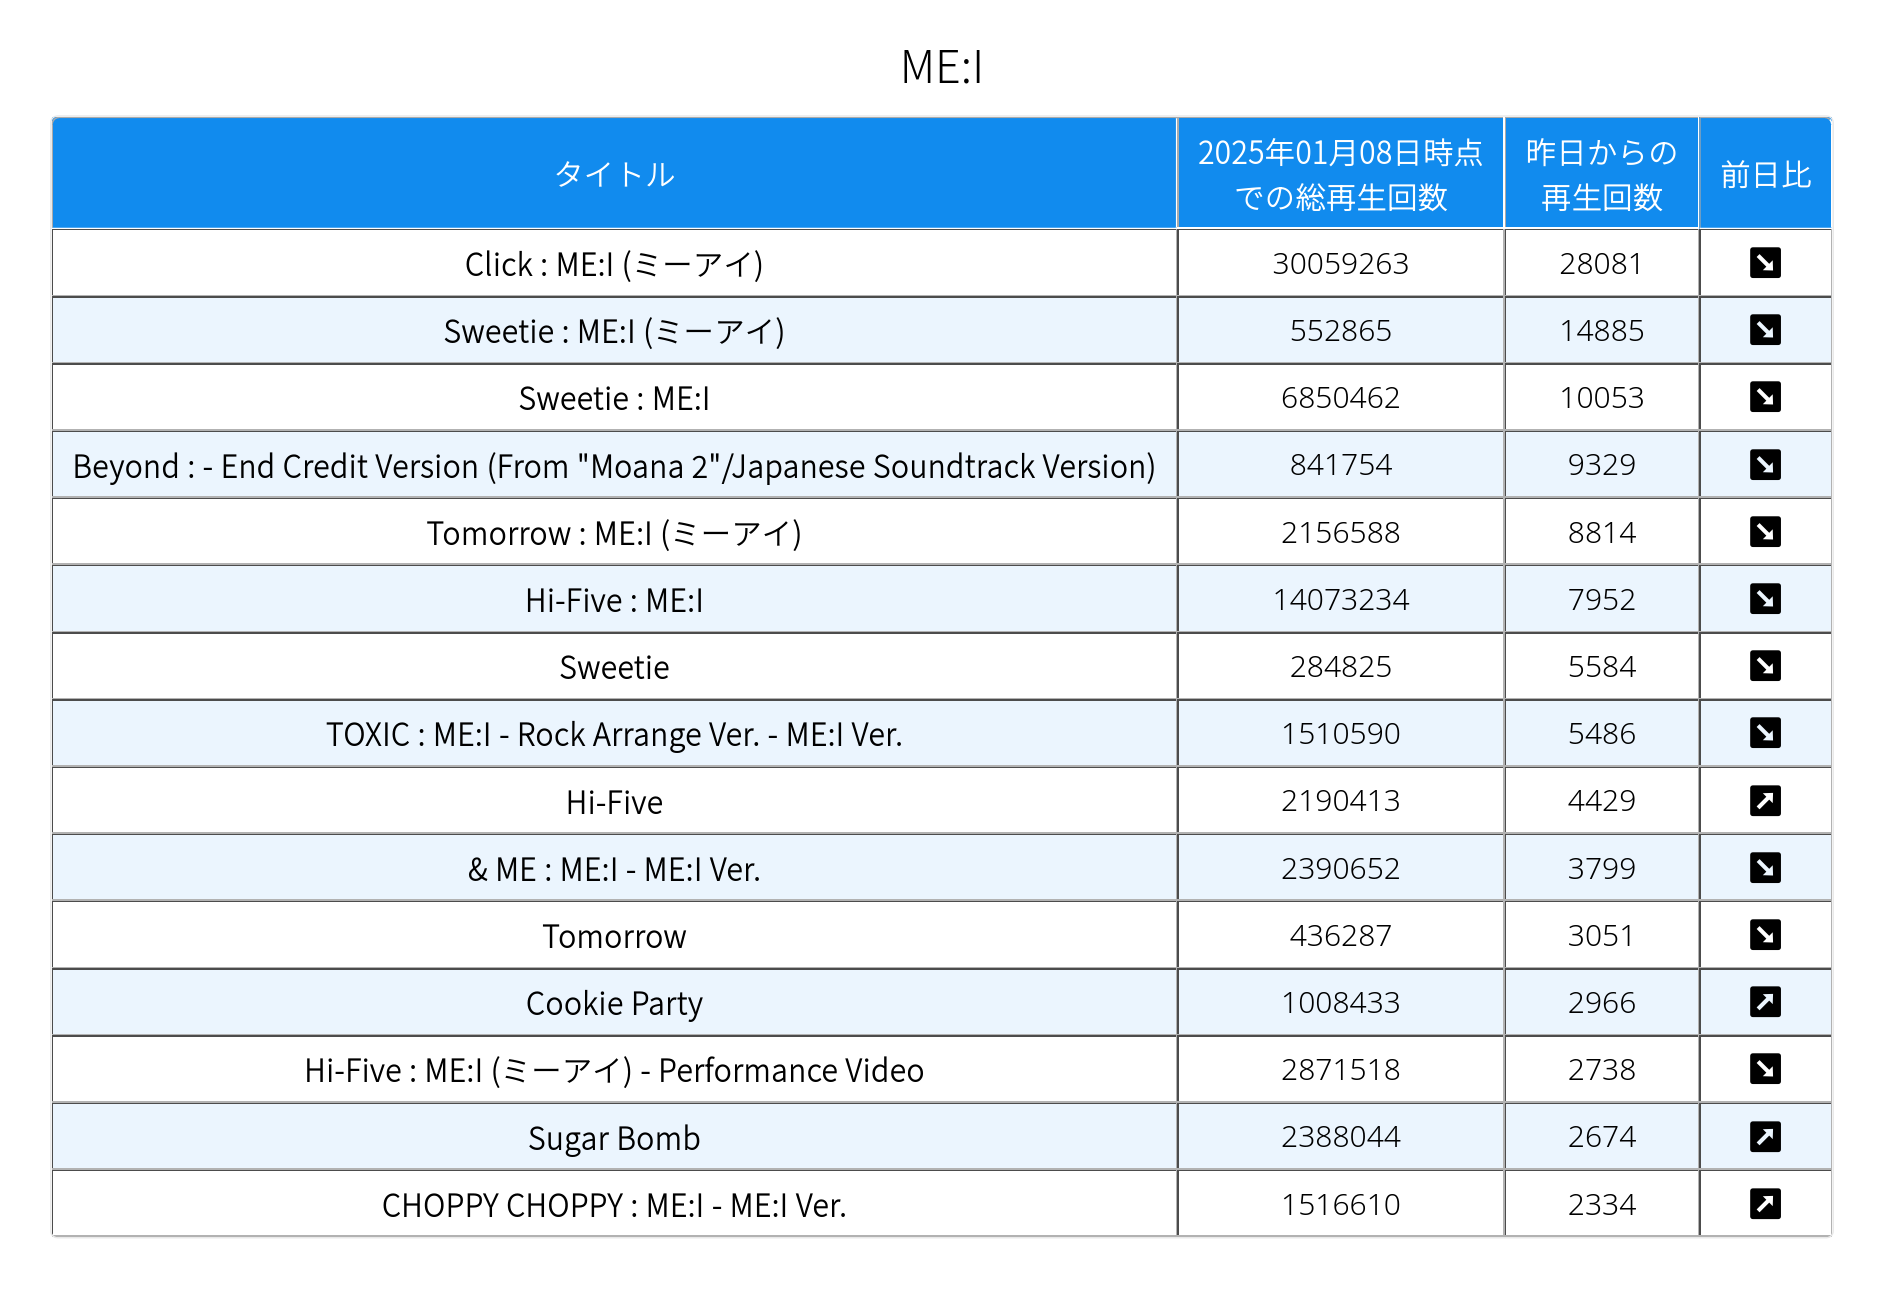 ME:I
タイトル 2025年01月08日時点での総再生回数 昨日からの再生回数 前日比
Click : ME:I (ミーアイ) 30059263 28081
Sweetie : ME:I (ミーアイ) 552865 14885
Sweetie : ME:I 6850462 10053
Beyond : - End Credit Version (From "Moana 2"/Japanese Soundtrack Version) 841754 9329
Tomorrow : ME:I (ミーアイ) 2156588 8814
Hi-Five : ME:I 14073234 7952
Sweetie 284825 5584
TOXIC : ME:I - Rock Arrange Ver. - ME:I Ver. 1510590 5486
Hi-Five 2190413 4429
& ME : ME:I - ME:I Ver. 2390652 3799
Tomorrow 436287 3051
Cookie Party 1008433 2966
Hi-Five : ME:I (ミーアイ) - Performance Video 2871518 2738
Sugar Bomb 2388044 2674
CHOPPY CHOPPY : ME:I - ME:I Ver. 1516610 2334